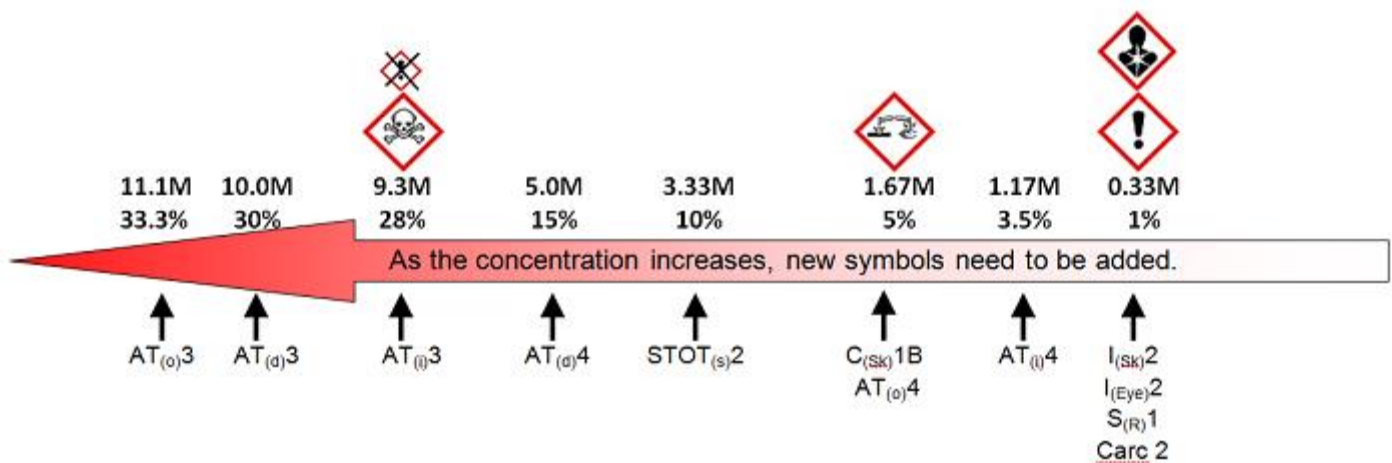 11.1M 10.0M 9.3M 5.0M 3.33M 1.67M 1.17M 0.33M
33.3% 30% 28% 15% 10% 5% 3.5% 1%
As the concentration increases, new symbols need to be added.
AT(o)3 AT(d)3 AT(i)3 AT(d)4 STOT(s)2 C(Sk)1B AT(i)4 I(Sk)2
AT(o)4 I(Eye)2
S(R)1
Carc 2